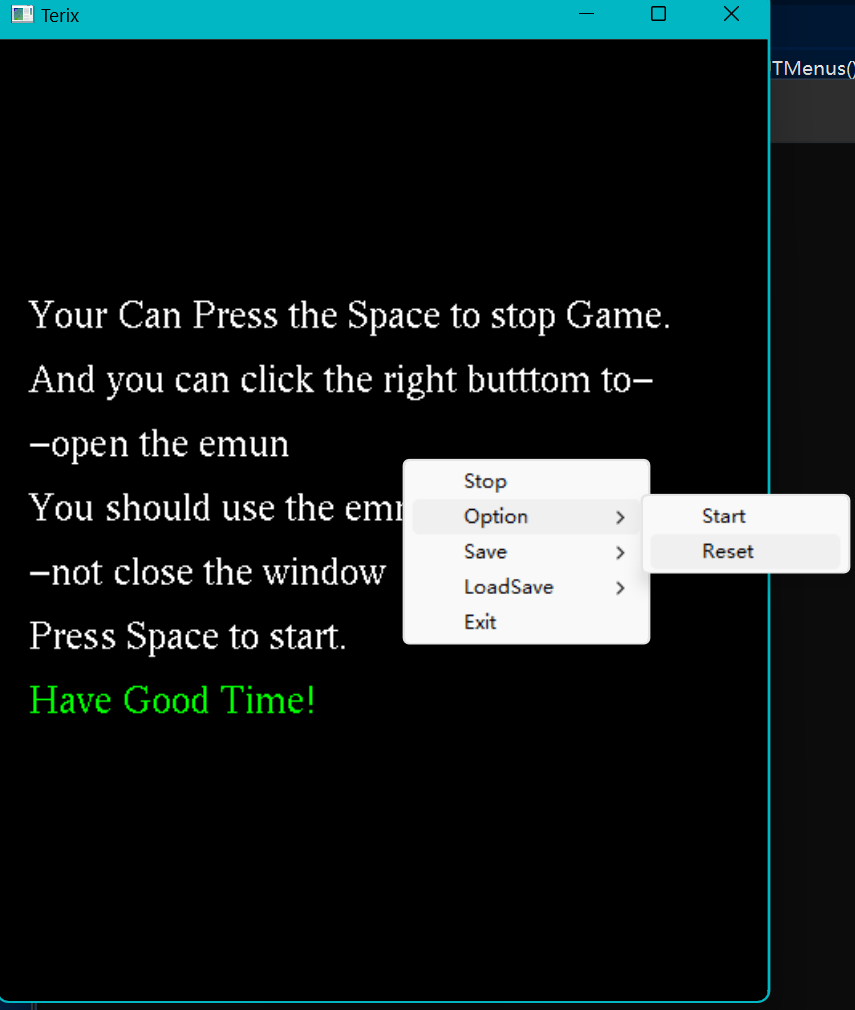 Terix
TMenus()
Your Can Press the Space to stop Game.
And you can click the right butttom to—
—open the emun
You should use the
—not close the window
Press Space to start.
Have Good Time!
Stop
Option
Save
LoadSave
Exit
Start
Reset